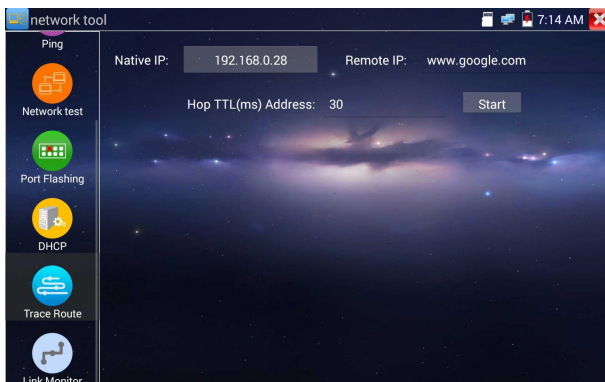 network tool
7:14 AM
Ping
Native IP: 192.168.0.28 Remote IP: www.google.com
Network test
Hop TTL(ms) Address: 30 Start
Port Flashing
DHCP
Trace Route
Link Monitor